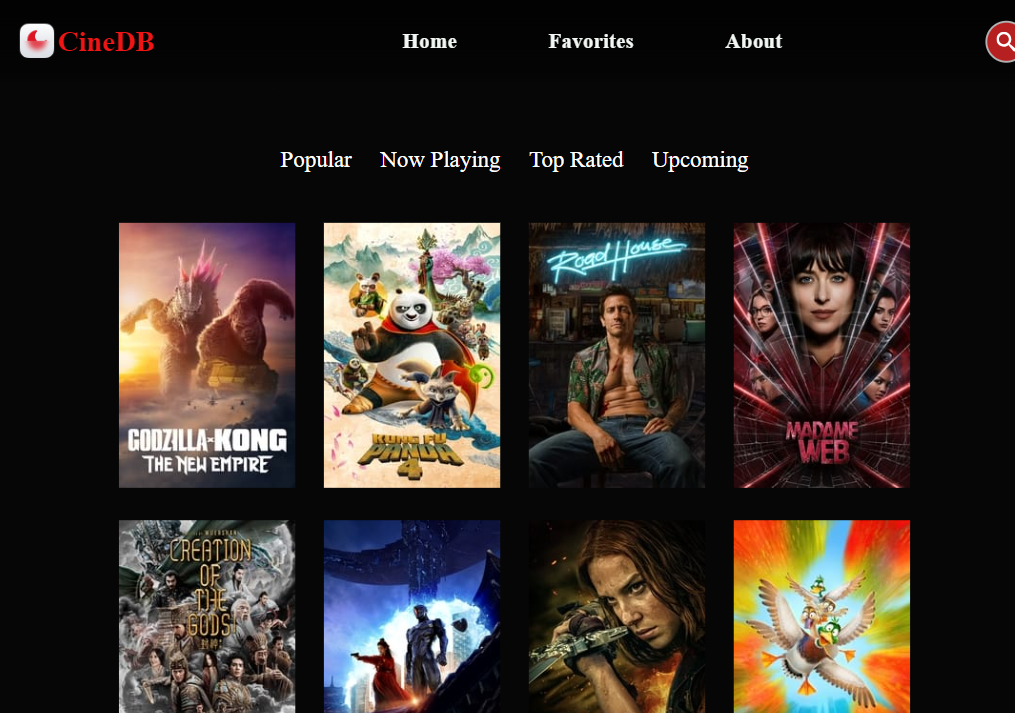 CineDB
Home Favorites About
Popular Now Playing Top Rated Upcoming
GODZILLA x KONG
THE NEW EMPIRE
KUNG FU
PANDA
4
Road House
MADAME
WEB
CREATION
OF
THE
GODS I